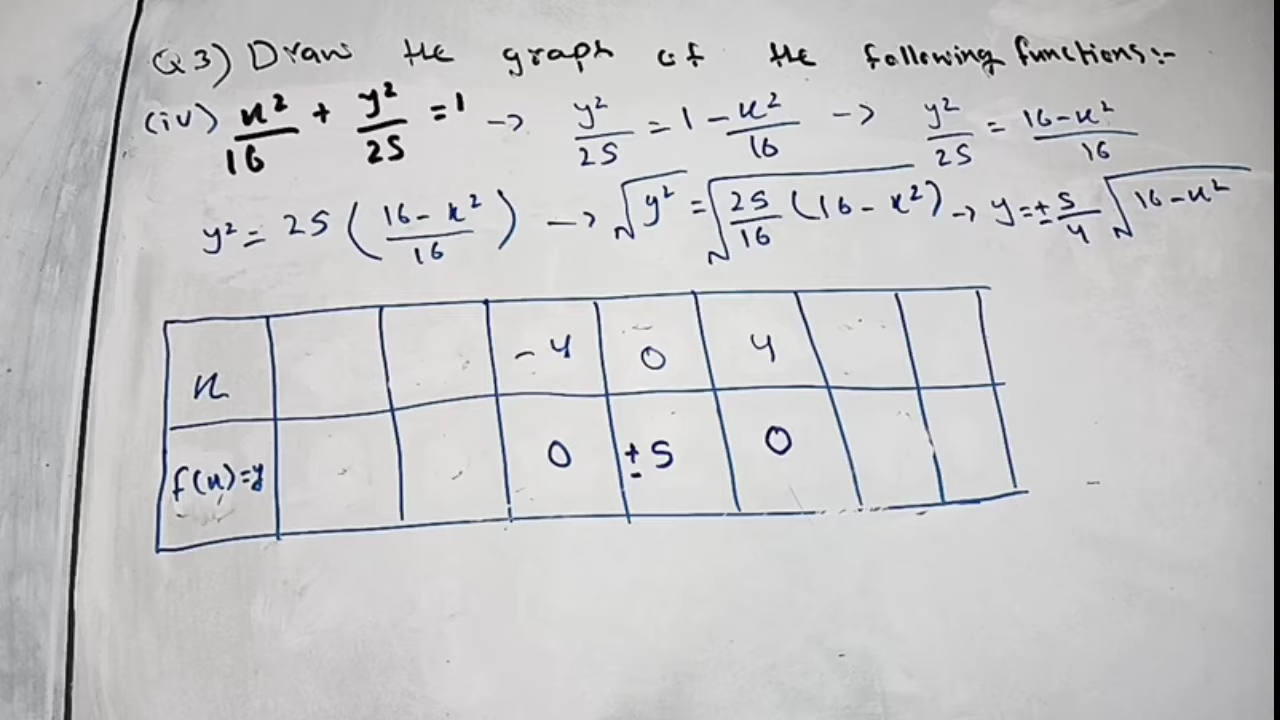 Q3) Draw the graph of the following functions:-
(iv) x²/16 + y²/25 = 1 → y²/25 = 1 - x²/16 → y²/25 = 16-x²/16
y² = 25 (16-x²/16) → √y² = √25/16 (16-x²) → y = ± 5/4 √16-x²
x -4 0 4
f(x)=y 0 ±5 0